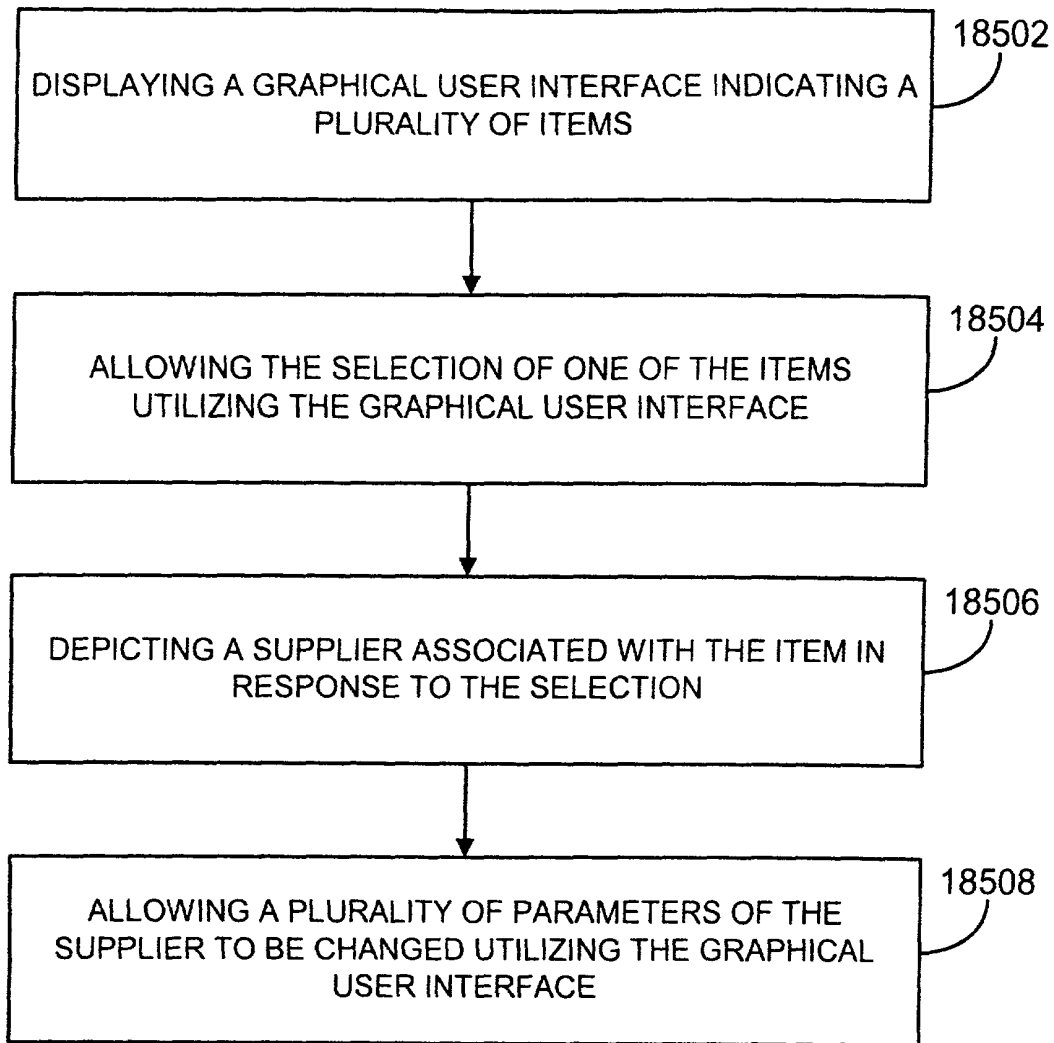 18502
DISPLAYING A GRAPHICAL USER INTERFACE INDICATING A
PLURALITY OF ITEMS
18504
ALLOWING THE SELECTION OF ONE OF THE ITEMS
UTILIZING THE GRAPHICAL USER INTERFACE
18506
DEPICTING A SUPPLIER ASSOCIATED WITH THE ITEM IN
RESPONSE TO THE SELECTION
18508
ALLOWING A PLURALITY OF PARAMETERS OF THE
SUPPLIER TO BE CHANGED UTILIZING THE GRAPHICAL
USER INTERFACE